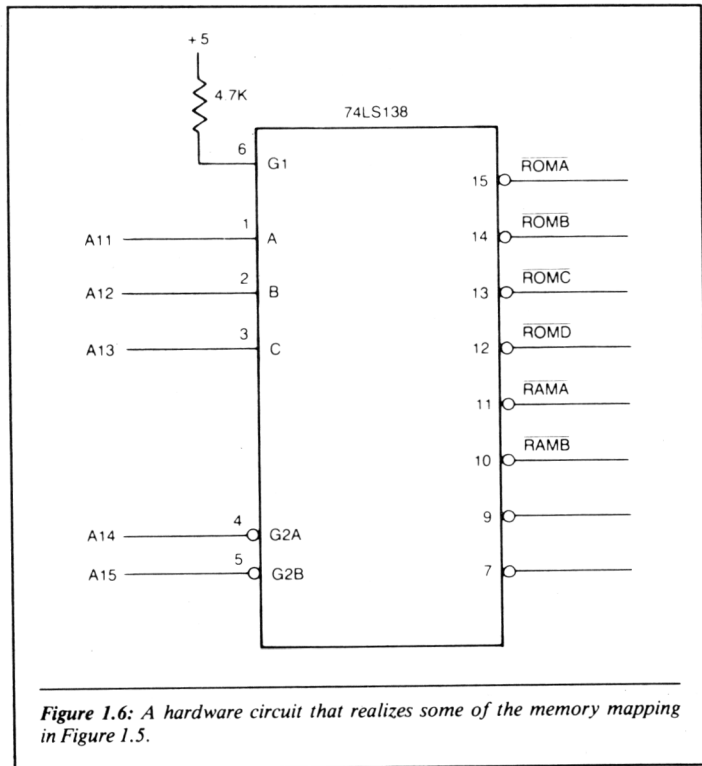 + 5
4.7K
74LS138
6 G1
15 ROMA
1
A11 A
14 ROMB
2
A12 B
13 ROMC
3
A13 C
12 ROMD
11 RAMA
10 RAMB
9
4
A14 G2A
5
A15 G2B
7
Figure 1.6: A hardware circuit that realizes some of the memory mapping
in Figure 1.5.